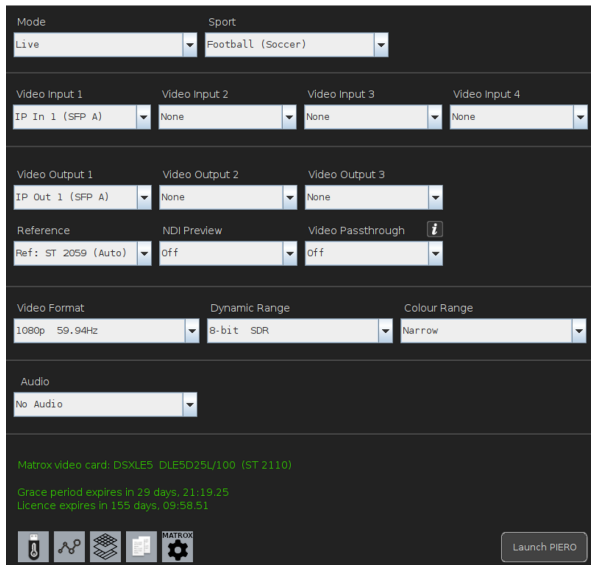 Mode Sport
Live Football (Soccer)
Video Input 1 Video Input 2 Video Input 3 Video Input 4
IP In 1 (SFP A) None None None
Video Output 1 Video Output 2 Video Output 3
IP Out 1 (SFP A) None None
Reference NDI Preview Video Passthrough i
Ref: ST 2059 (Auto) Off Off
Video Format Dynamic Range Colour Range
1080p 59.94Hz 8-bit SDR Narrow
Audio
No Audio
Matrox video card: DSXLE5 DLE5D25L/100 (ST 2110)
Grace period expires in 29 days, 21:19.25
Licence expires in 155 days, 09:58.51
MATROX
Launch PIERO